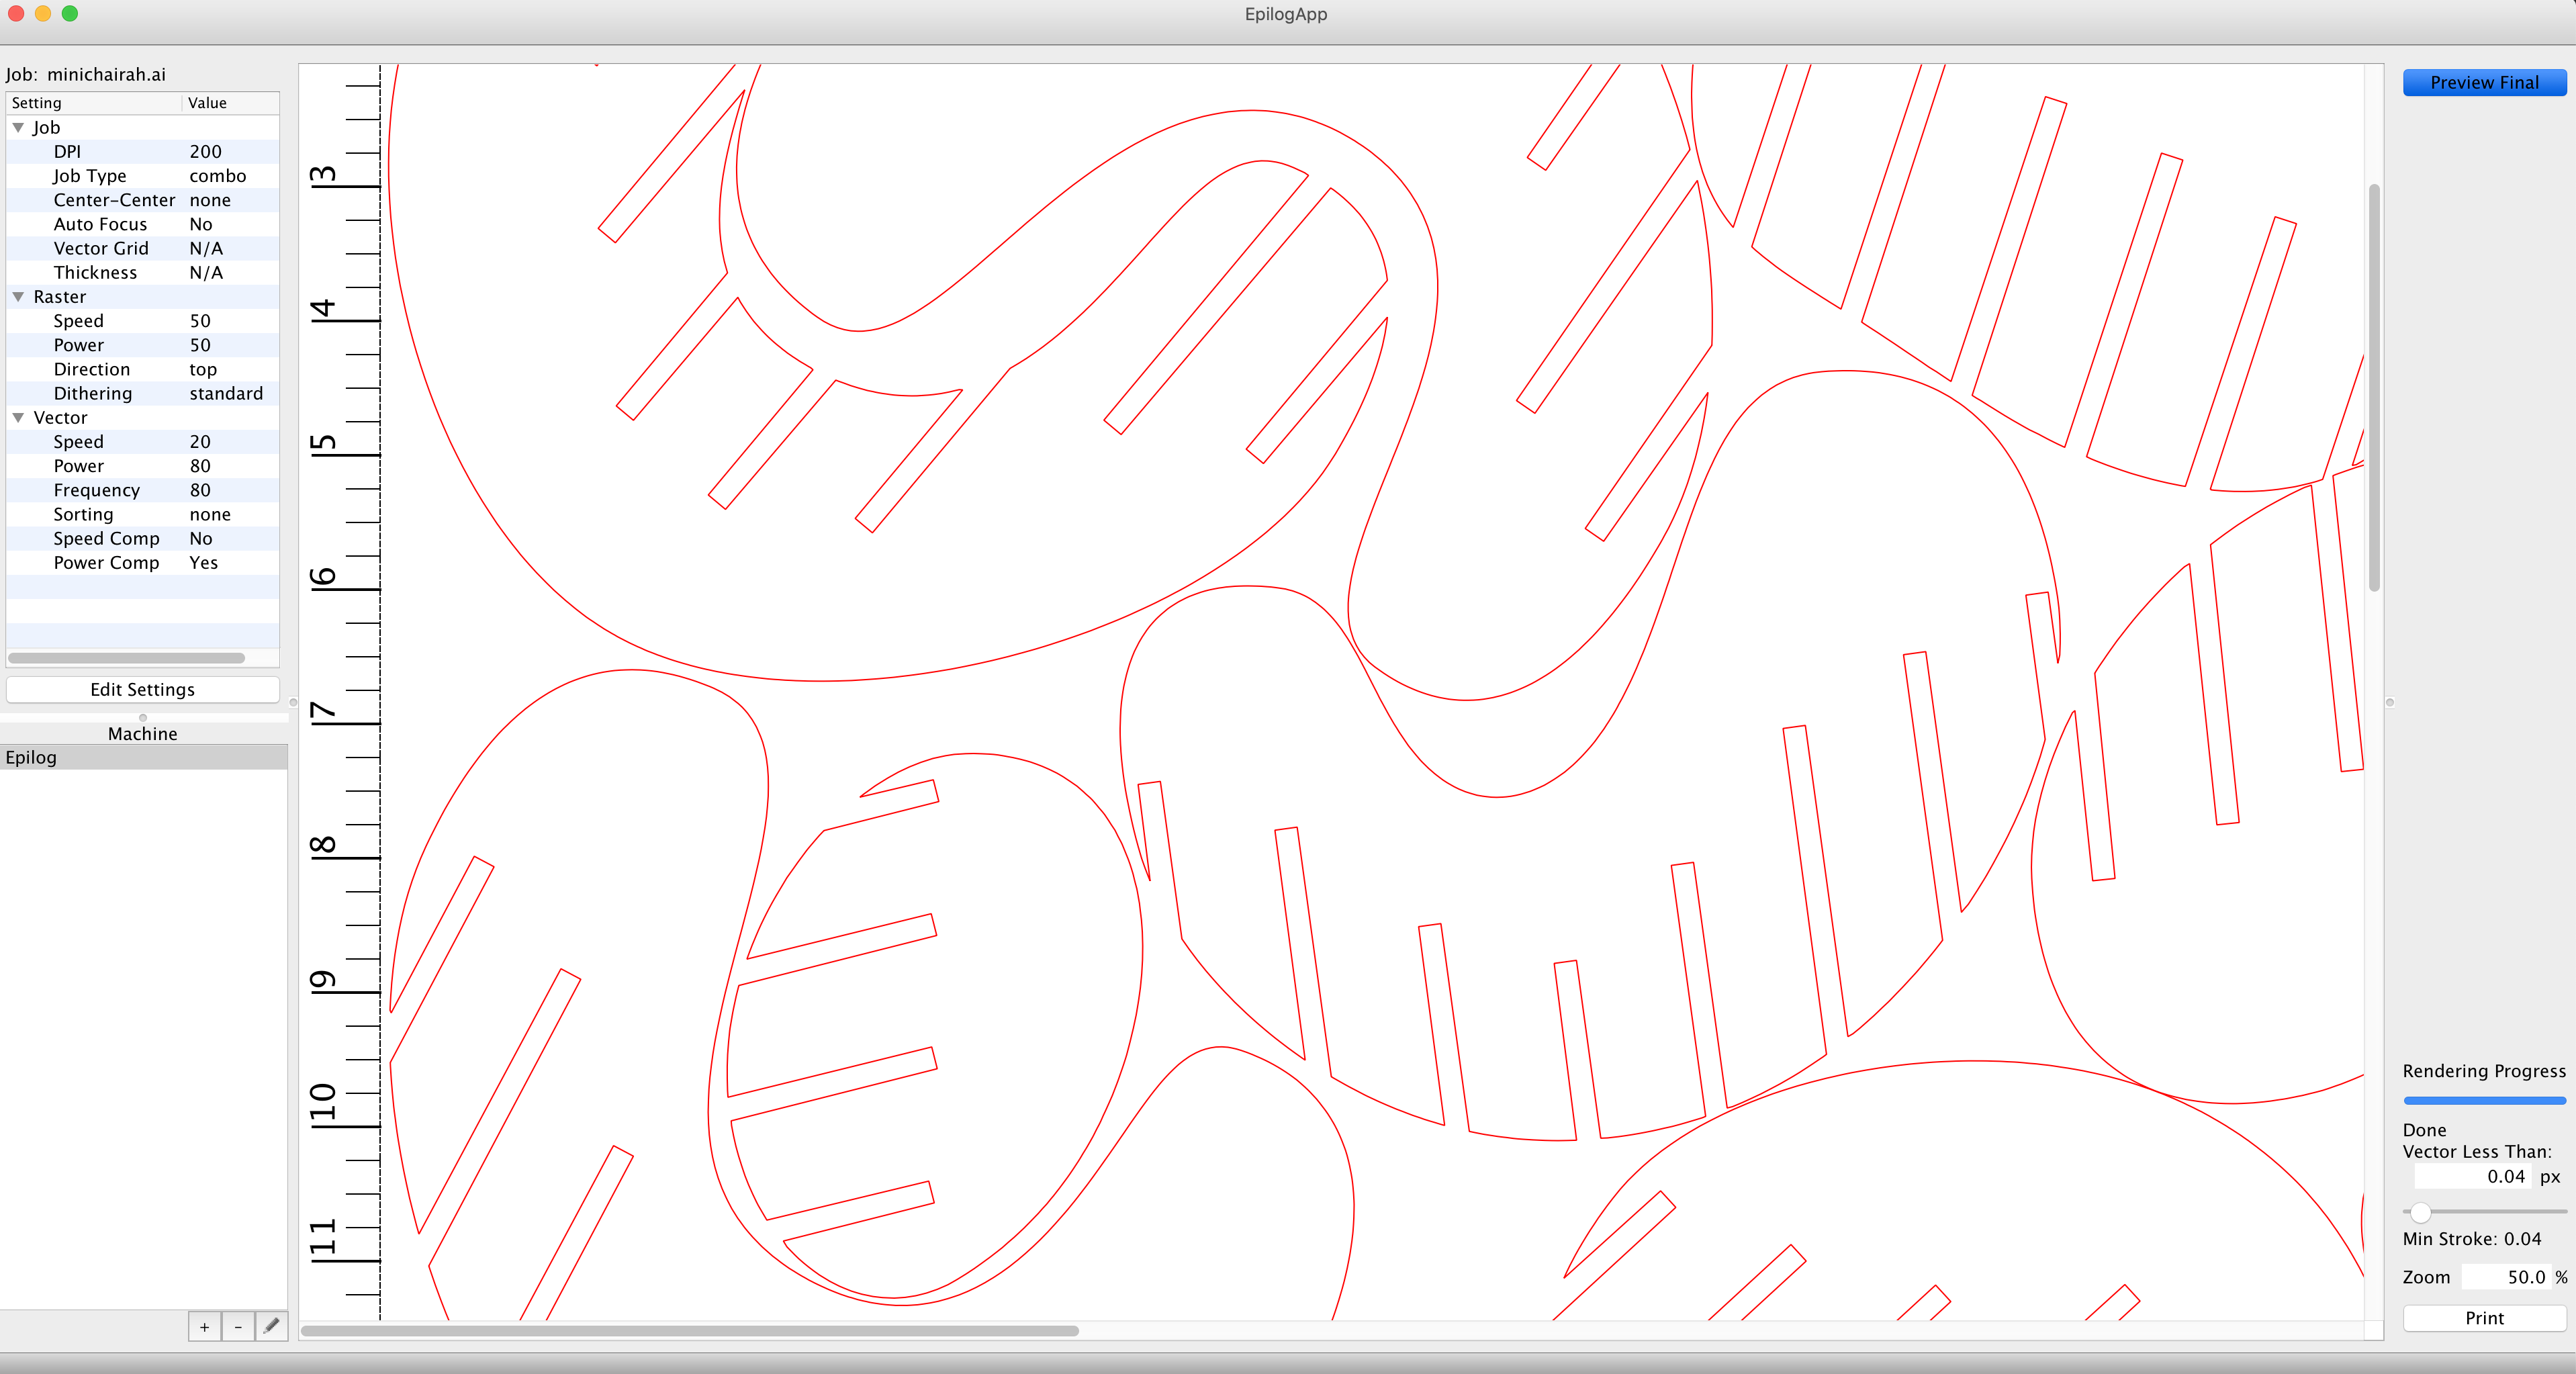 EpilogApp
Job: minichairah.ai
Setting Value
Job
DPI 200
Job Type combo
Center-Center none
Auto Focus No
Vector Grid N/A
Thickness N/A
Raster
Speed 50
Power 50
Direction top
Dithering standard
Vector
Speed 20
Power 80
Frequency 80
Sorting none
Speed Comp No
Power Comp Yes
Edit Settings
Machine
Epilog
+ -
3
4
5
6
7
8
9
10
11
Preview Final
Rendering Progress
Done
Vector Less Than:
0.04 px
Min Stroke: 0.04
Zoom 50.0 %
Print